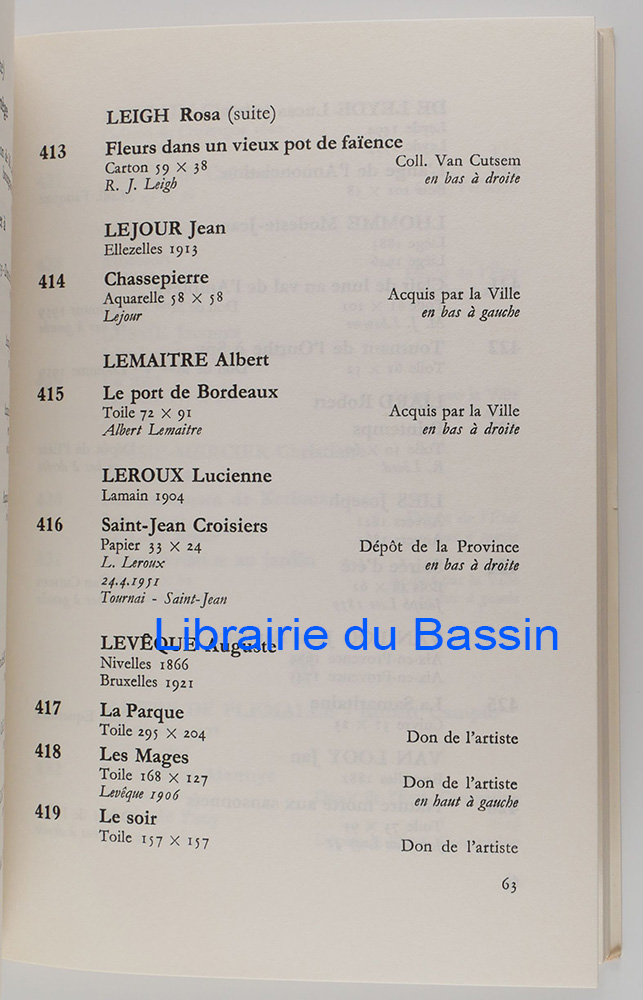 LEIGH Rosa (suite)
413 Fleurs dans un vieux pot de faïence
Carton 59 × 38 Coll. Van Cutsem
R. J. Leigh en bas à droite
LEJOUR Jean
Ellezelles 1913
414 Chassepierre
Aquarelle 58 × 58 Acquis par la Ville
Lejour en bas à gauche
LEMAITRE Albert
415 Le port de Bordeaux
Toile 72 × 91 Acquis par la Ville
Albert Lemaitre en bas à droite
LEROUX Lucienne
Lamain 1904
416 Saint-Jean Croisiers
Papier 33 × 24 Dépôt de la Province
L. Leroux en bas à droite
24.4.1951
Tournai - Saint-Jean
Librairie du Bassin
LEVÊQUE Auguste
Nivelles 1866
Bruxelles 1921
417 La Parque
Toile 295 × 204 Don de l'artiste
418 Les Mages
Toile 168 × 127 Don de l'artiste
Levêque 1906 en haut à gauche
419 Le soir
Toile 157 × 157 Don de l'artiste
63